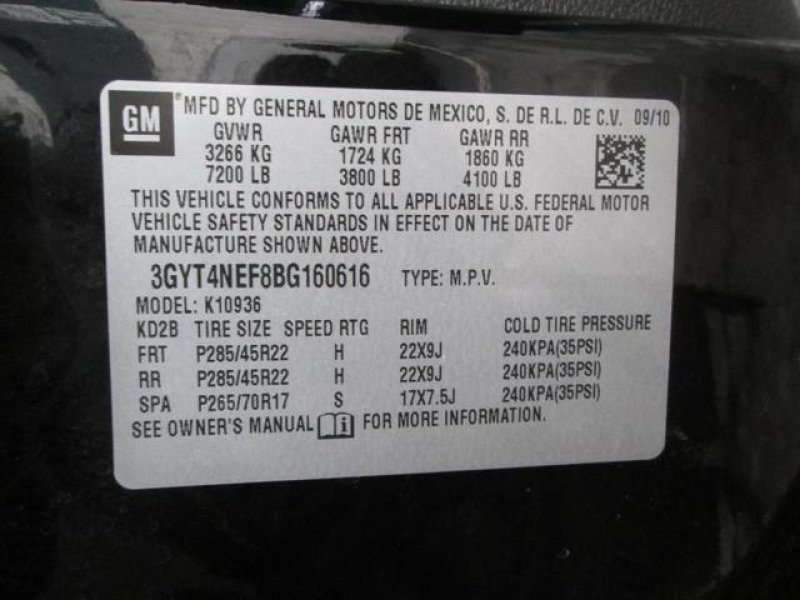 GM *MFD BY GENERAL MOTORS DE MEXICO, S. DE R.L. DE C.V. 09/10
GVWR GAWR FRT GAWR RR
3266 KG 1724 KG 1860 KG
7200 LB 3800 LB 4100 LB
THIS VEHICLE CONFORMS TO ALL APPLICABLE U.S. FEDERAL MOTOR
VEHICLE SAFETY STANDARDS IN EFFECT ON THE DATE OF
MANUFACTURE SHOWN ABOVE.
3GYT4NEF8BG160616 TYPE: M.P.V.
MODEL: K10936
KD2B TIRE SIZE SPEED RTG RIM COLD TIRE PRESSURE
FRT P285/45R22 H 22X9J 240KPA(35PSI)
RR P285/45R22 H 22X9J 240KPA(35PSI)
SPA P265/70R17 S 17X7.5J 240KPA(35PSI)
SEE OWNER'S MANUAL i FOR MORE INFORMATION.